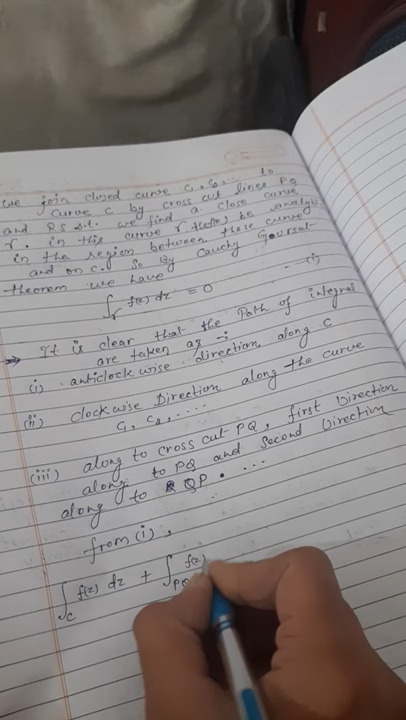 we join closed curve c₁, c₂, .... to
curve c by cross cut lines PQ
and RS s.t. we find a close curve
Γ. in this curve Γ there, be analytic
in the region between these curve
and on c. So By Cauchy Goursat
theorem we have
∫Γ f(z) dz = 0 — (i)
It is clear that the Path of integral
are taken as -:
(i) anticlockwise direction along C
(ii) clockwise Direction along the curve
C₁, C₂, ....
(iii) along to cross cut PQ, first Direction
along to PQ and Second Direction
along to QP. ...
from (i),
∫C f(z) dz + ∫PQ f(z)